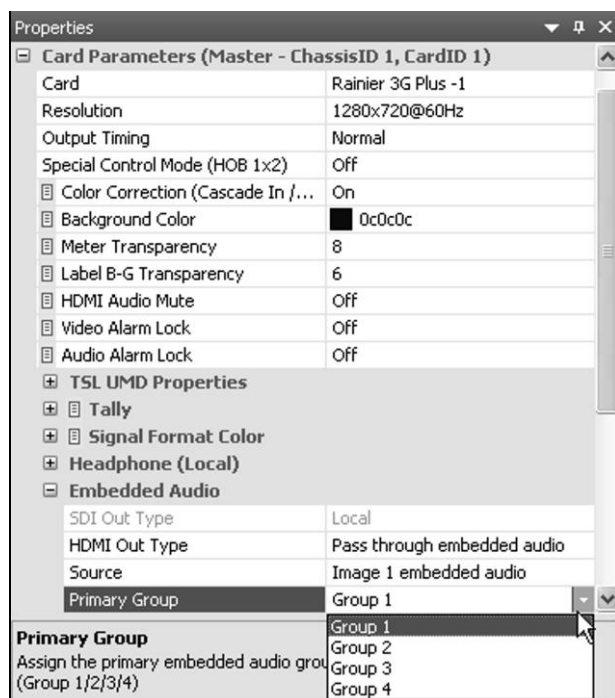 Properties
Card Parameters (Master - ChassisID 1, CardID 1)
Card Rainier 3G Plus -1
Resolution 1280x720@60Hz
Output Timing Normal
Special Control Mode (HOB 1x2) Off
Color Correction (Cascade In /... On
Background Color 0c0c0c
Meter Transparency 8
Label B-G Transparency 6
HDMI Audio Mute Off
Video Alarm Lock Off
Audio Alarm Lock Off
TSL UMD Properties
Tally
Signal Format Color
Headphone (Local)
Embedded Audio
SDI Out Type Local
HDMI Out Type Pass through embedded audio
Source Image 1 embedded audio
Primary Group Group 1
Group 1
Group 2
Group 3
Group 4
Primary Group
Assign the primary embedded audio grou
(Group 1/2/3/4)